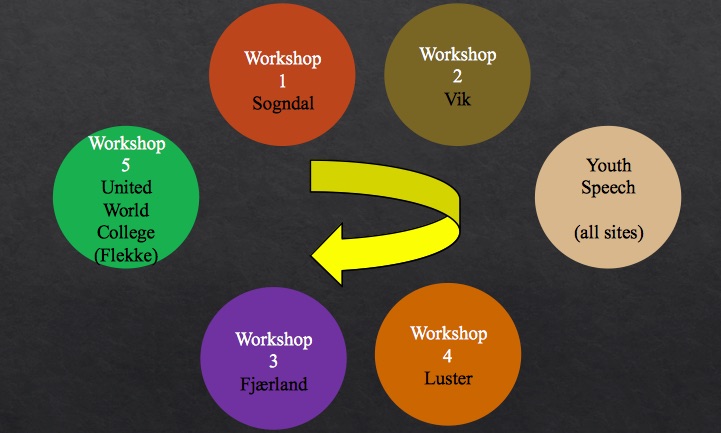 Workshop
1
Sogndal
Workshop
2
Vik
Workshop
5
United
World
College
(Flekke)
Youth
Speech
(all sites)
Workshop
3
Fjærland
Workshop
4
Luster